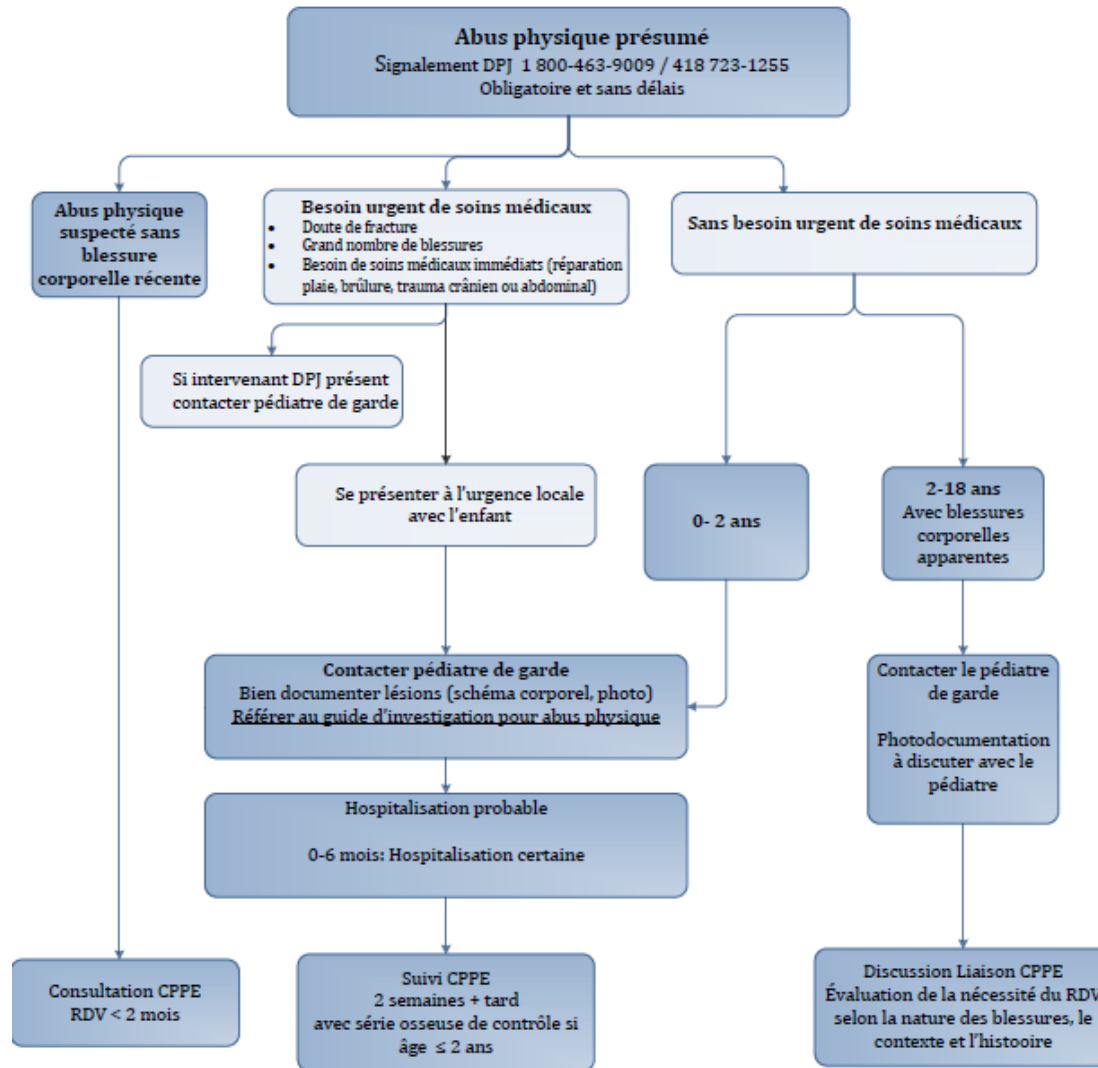 Abus physique présumé
Signalement DPJ 1 800-463-9009 / 418 723-1255
Obligatoire et sans délais
Abus physique
suspecté sans
blessure
corporelle récente
Besoin urgent de soins médicaux
• Doute de fracture
• Grand nombre de blessures
• Besoin de soins médicaux immédiats (réparation
plaie, brûlure, trauma crânien ou abdominal)
Sans besoin urgent de soins médicaux
Si intervenant DPJ présent
contacter pédiatre de garde
Se présenter à l'urgence locale
avec l'enfant
0- 2 ans
2-18 ans
Avec blessures
corporelles
apparentes
Contacter pédiatre de garde
Bien documenter lésions (schéma corporel, photo)
Référer au guide d'investigation pour abus physique
Contacter le pédiatre
de garde
Photodocumentation
à discuter avec le
pédiatre
Hospitalisation probable
0-6 mois: Hospitalisation certaine
Consultation CPPE
RDV < 2 mois
Suivi CPPE
2 semaines + tard
avec série osseuse de contrôle si
âge ≤ 2 ans
Discussion Liaison CPPE
Évaluation de la nécessité du RDV
selon la nature des blessures, le
contexte et l'histooire